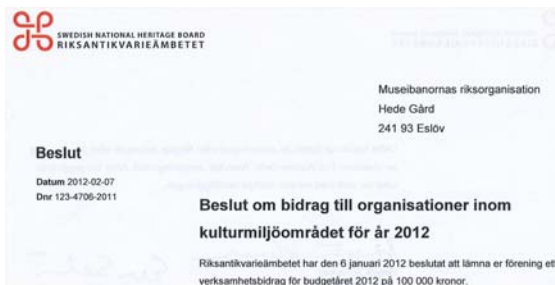 SWEDISH NATIONAL HERITAGE BOARD
RIKSANTIKVARIEÄMBETET
Museibanornas riksorganisation
Hede Gård
241 93 Eslöv
Beslut
Datum 2012-02-07
Dnr 123-4706-2011
Beslut om bidrag till organisationer inom
kulturmiljöområdet för år 2012
Riksantikvarieämbetet har den 6 januari 2012 beslutat att lämna er förening ett
verksamhetsbidrag för budgetåret 2012 på 100 000 kronor.